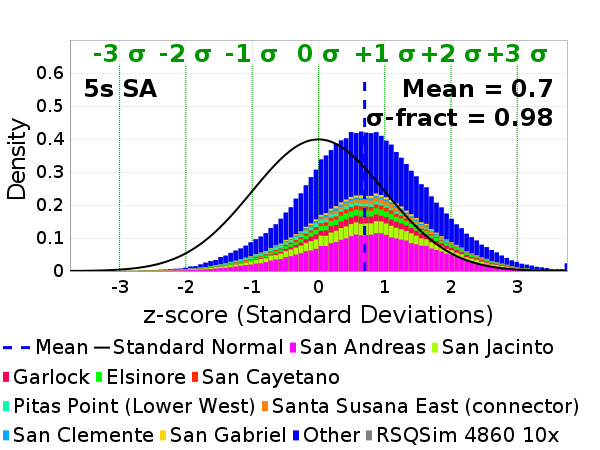 -3 σ -2 σ -1 σ 0 σ +1 σ +2 σ +3 σ
0.6
5s SA
Mean = 0.7
0.5
σ-fract = 0.98
0.4
0.3
0.2
0.1
0
Density
-3 -2 -1 0 1 2 3
z-score (Standard Deviations)
Mean Standard Normal San Andreas San Jacinto
Garlock Elsinore San Cayetano
Pitas Point (Lower West) Santa Susana East (connector)
San Clemente San Gabriel Other RSQSim 4860 10x